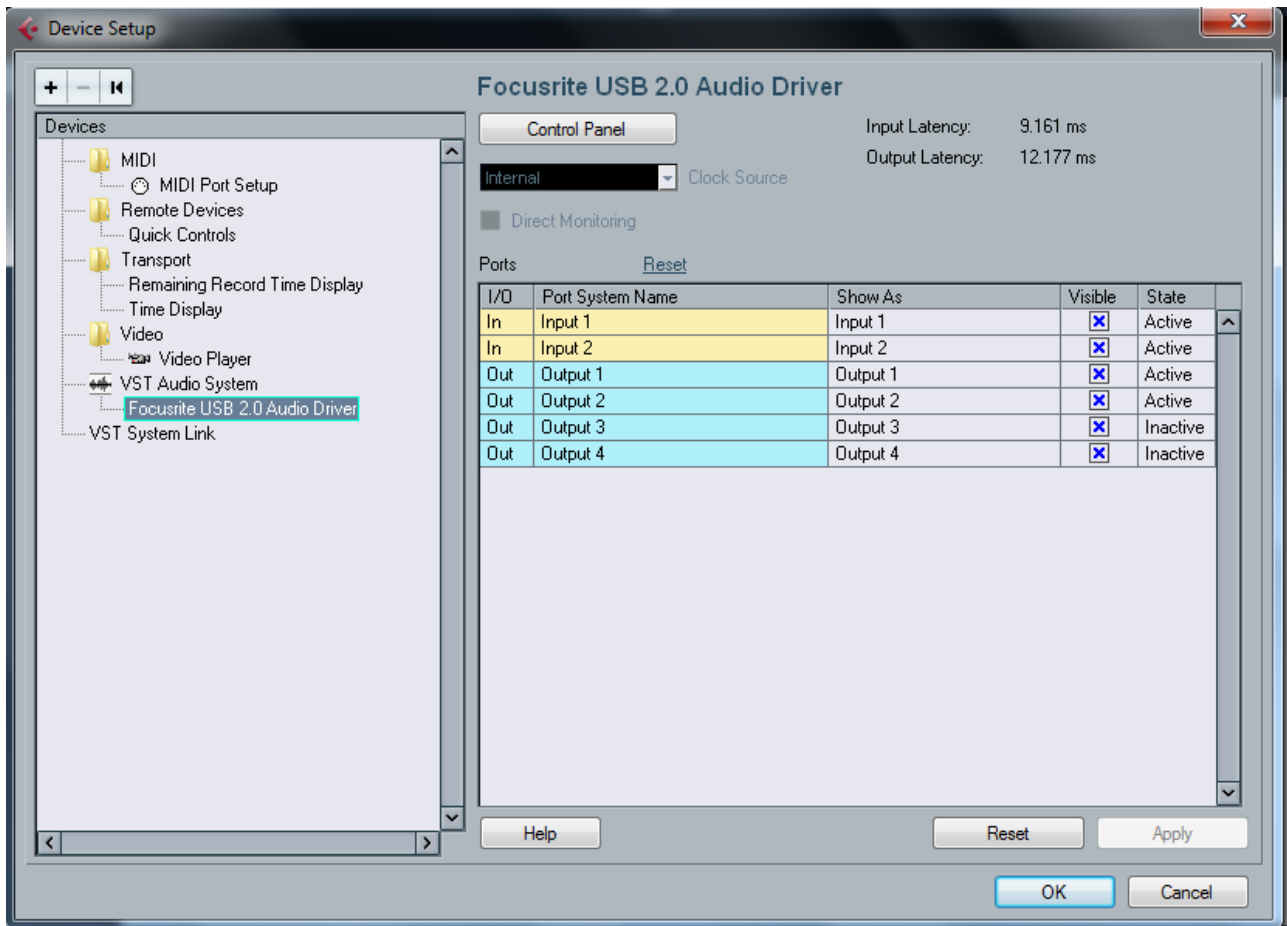 Device Setup
Focusrite USB 2.0 Audio Driver
Devices
MIDI
MIDI Port Setup
Remote Devices
Quick Controls
Transport
Remaining Record Time Display
Time Display
Video
Video Player
VST Audio System
Focusrite USB 2.0 Audio Driver
VST System Link
Control Panel
Input Latency: 9.161 ms
Output Latency: 12.177 ms
Internal Clock Source
Direct Monitoring
Ports Reset
I/O Port System Name Show As Visible State
In Input 1 Input 1 Active
In Input 2 Input 2 Active
Out Output 1 Output 1 Active
Out Output 2 Output 2 Active
Out Output 3 Output 3 Inactive
Out Output 4 Output 4 Inactive
Help Reset Apply
OK Cancel